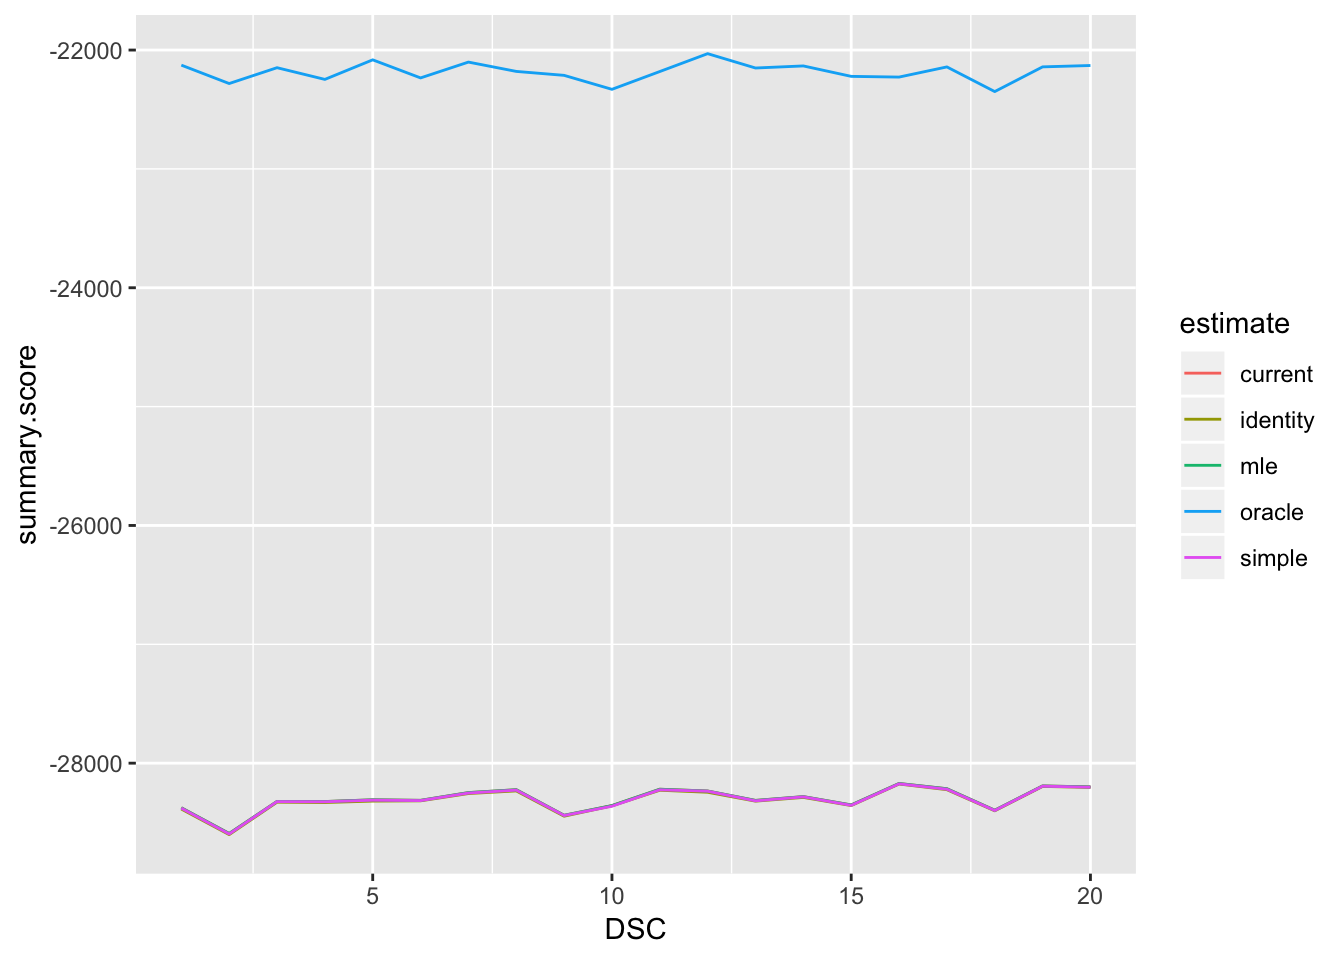 -22000
-24000
-26000
-28000
summary.score
5
10
15
20
DSC
estimate
current
identity
mle
oracle
simple